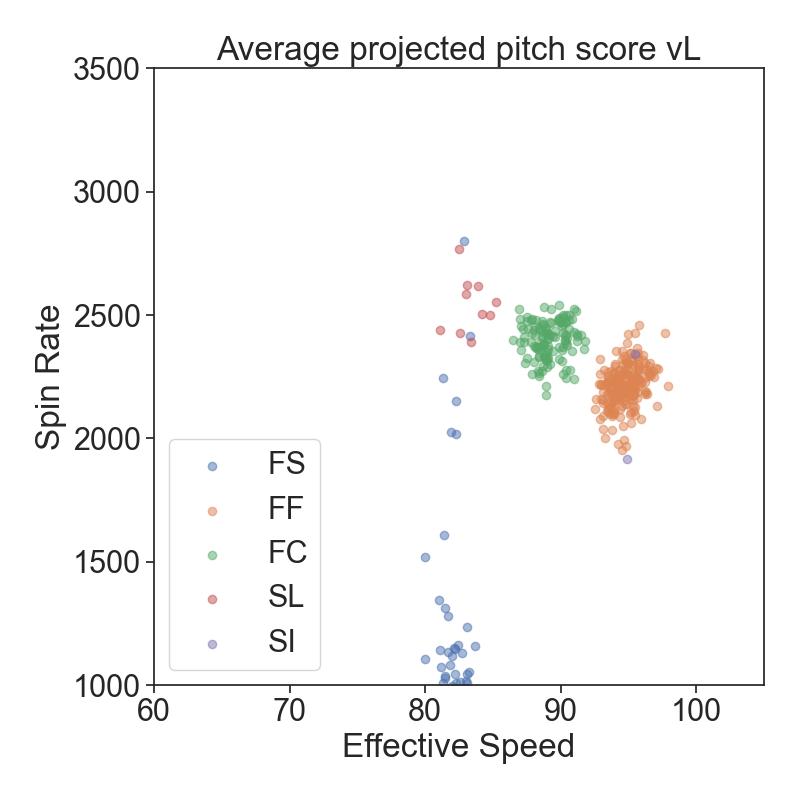 Average projected pitch score vL
Spin Rate
3500
3000
2500
2000
1500
1000
FS
FF
FC
SL
SI
60 70 80 90 100
Effective Speed